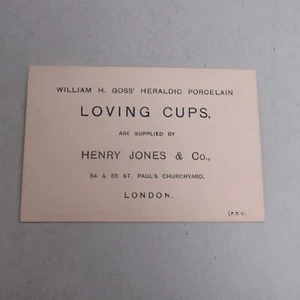 WILLIAM H. GOSS' HERALDIC PORCELAIN
LOVING CUPS,
ARE SUPPLIED BY
HENRY JONES & Co.,
54 & 55 ST. PAUL'S CHURCHYARD,
LONDON.
[P.T.O]